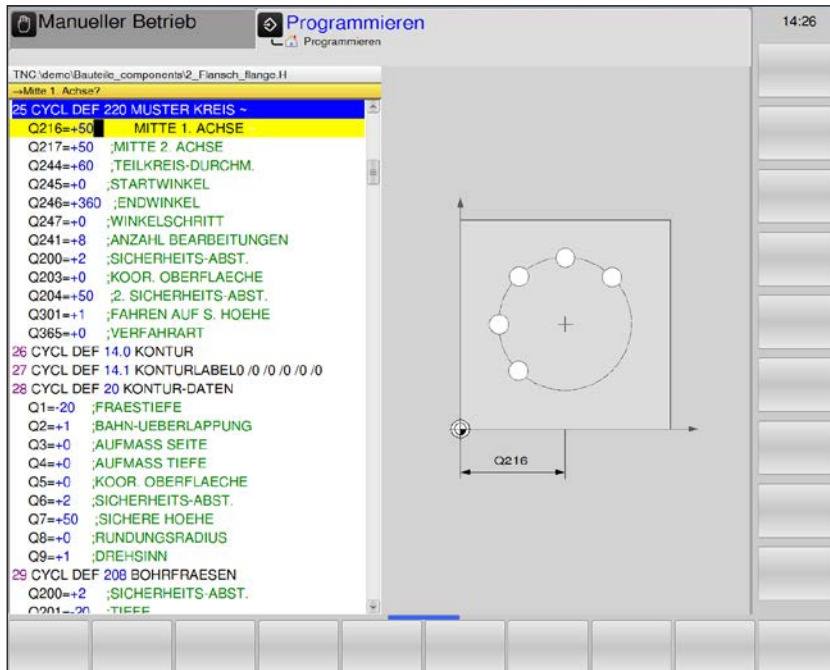 Manueller Betrieb
Programmieren
Programmieren
14:26
TNC:\demo\Bauteile_components\2_Flansch_flange.H
→Mitte 1. Achse?
25 CYCL DEF 220 MUSTER KREIS ~
Q216=+50 MITTE 1. ACHSE ~
Q217=+50 ;MITTE 2. ACHSE
Q244=+60 ;TEILKREIS-DURCHM.
Q245=+0 ;STARTWINKEL
Q246=+360 ;ENDWINKEL
Q247=+0 ;WINKELSCHRITT
Q241=+8 ;ANZAHL BEARBEITUNGEN
Q200=+2 ;SICHERHEITS-ABST.
Q203=+0 ;KOOR. OBERFLAECHE
Q204=+50 ;2. SICHERHEITS-ABST.
Q301=+1 ;FAHREN AUF S. HOEHE
Q365=+0 ;VERFAHRART
26 CYCL DEF 14.0 KONTUR
27 CYCL DEF 14.1 KONTURLABEL0 /0 /0 /0 /0 /0
28 CYCL DEF 20 KONTUR-DATEN
Q1=-20 ;FRAESTIEFE
Q2=+1 ;BAHN-UEBERLAPPUNG
Q3=+0 ;AUFMASS SEITE
Q4=+0 ;AUFMASS TIEFE
Q5=+0 ;KOOR. OBERFLAECHE
Q6=+2 ;SICHERHEITS-ABST.
Q7=+50 ;SICHERE HOEHE
Q8=+0 ;RUNDUNGSRADIUS
Q9=+1 ;DREHSINN
29 CYCL DEF 208 BOHRFRAESEN
Q200=+2 ;SICHERHEITS-ABST.
Q201=-20 ;TIEFE
Q216